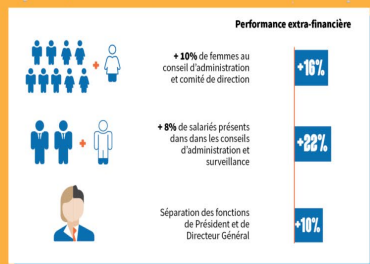 Performance extra-financière
+ 10% de femmes au
conseil d'administration
et comité de direction
+16%
+ 8% de salariés présents
dans dans les conseils
d'administration et
surveillance
+22%
Séparation des fonctions
de Président et de
Directeur Général
+10%